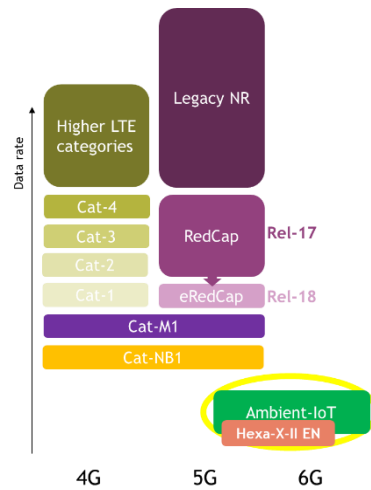 Data rate
Legacy NR
Higher LTE
categories
Cat-4
Cat-3
RedCap
Rel-17
Cat-2
Cat-1
eRedCap
Rel-18
Cat-M1
Cat-NB1
Ambient-IoT
Hexa-X-II EN
4G
5G
6G